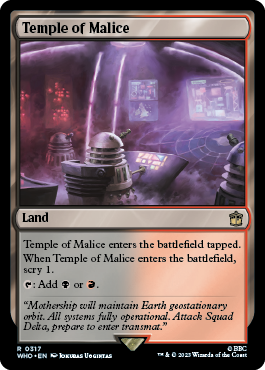 Temple of Malice
Land
Temple of Malice enters the battlefield tapped.
When Temple of Malice enters the battlefield,
scry 1.
: Add or .
“Mothership will maintain Earth geostationary
orbit. All systems fully operational. Attack Squad
Delta, prepare to enter transmat.”
R 0317
© BBC
WHO • EN JOKUBAS UOGINTAS
™ & © 2023 Wizards of the Coast